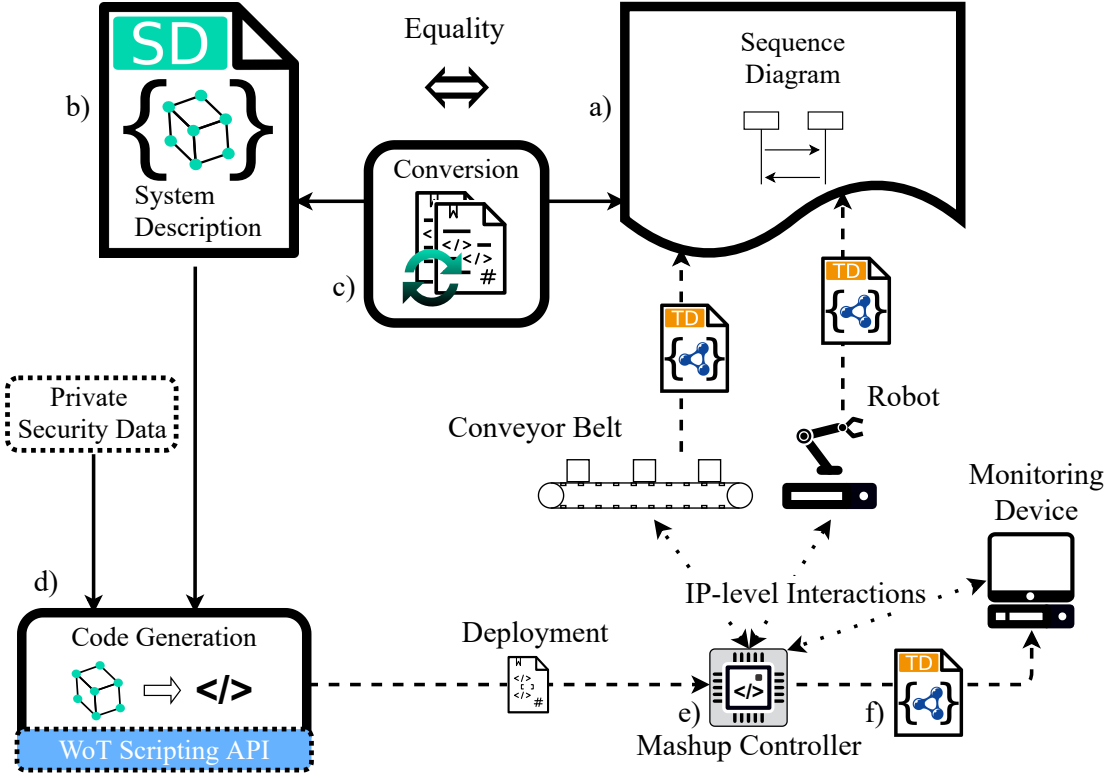 SD
b)
System
Description
Equality
Conversion
W
W
<
</>
</>
#
c)
a)
Sequence
Diagram
TD
TD
Private
Security Data
Conveyor Belt
Robot
Monitoring
Device
IP-level Interactions
d)
Code Generation
</>
WoT Scripting API
Deployment
W
</>
[ ]
</>
#
</>
e)
Mashup Controller
f)
TD